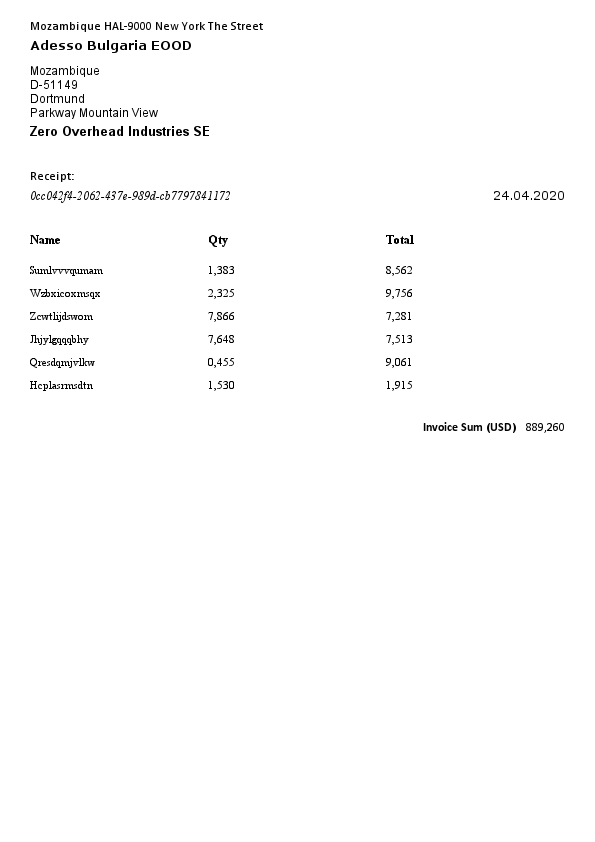 Mozambique HAL-9000 New York The Street
Adesso Bulgaria EOOD
Mozambique
D-51149
Dortmund
Parkway Mountain View
Zero Overhead Industries SE
Receipt:
0cc042f4-2062-437e-989d-cb7797841172 24.04.2020
Name Qty Total
Sumlvvvqumam 1,383 8,562
Wzbxicoxmsqx 2,325 9,756
Zcwtlijdswom 7,866 7,281
Jhjylgqqqbhy 7,648 7,513
Qresdqmjvlkw 0,455 9,061
Hcplasrmsdtn 1,530 1,915
Invoice Sum (USD) 889,260